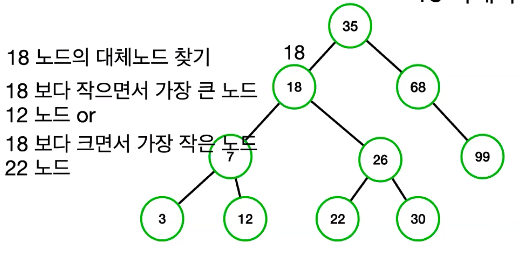 35
18
18 노드의 대체노드 찾기
18
68
18 보다 작으면서 가장 큰 노드
12 노드 or
18 보다 크면서 가장 작은 노드
7
26
99
22 노드
3
12
22
30